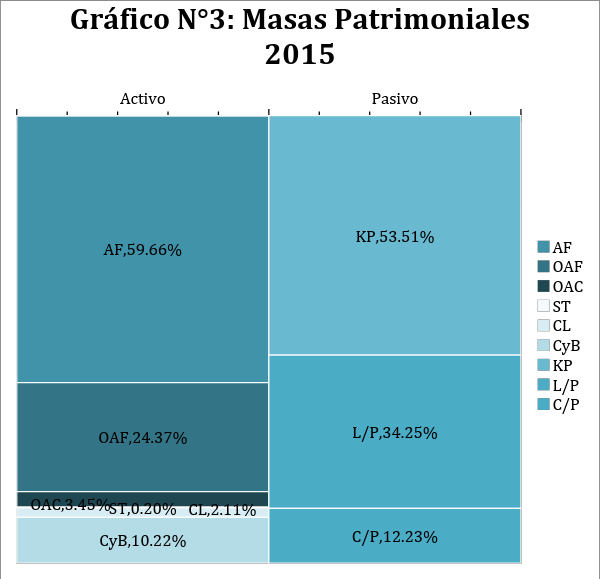 Gráfico N°3: Masas Patrimoniales
2015
Activo
Pasivo
AF,59.66%
KP,53.51%
OAF,24.37%
L/P,34.25%
OAC,3.45%
ST,0.20%
CL,2.11%
CyB,10.22%
C/P,12.23%
AF
OAF
OAC
ST
CL
CyB
KP
L/P
C/P